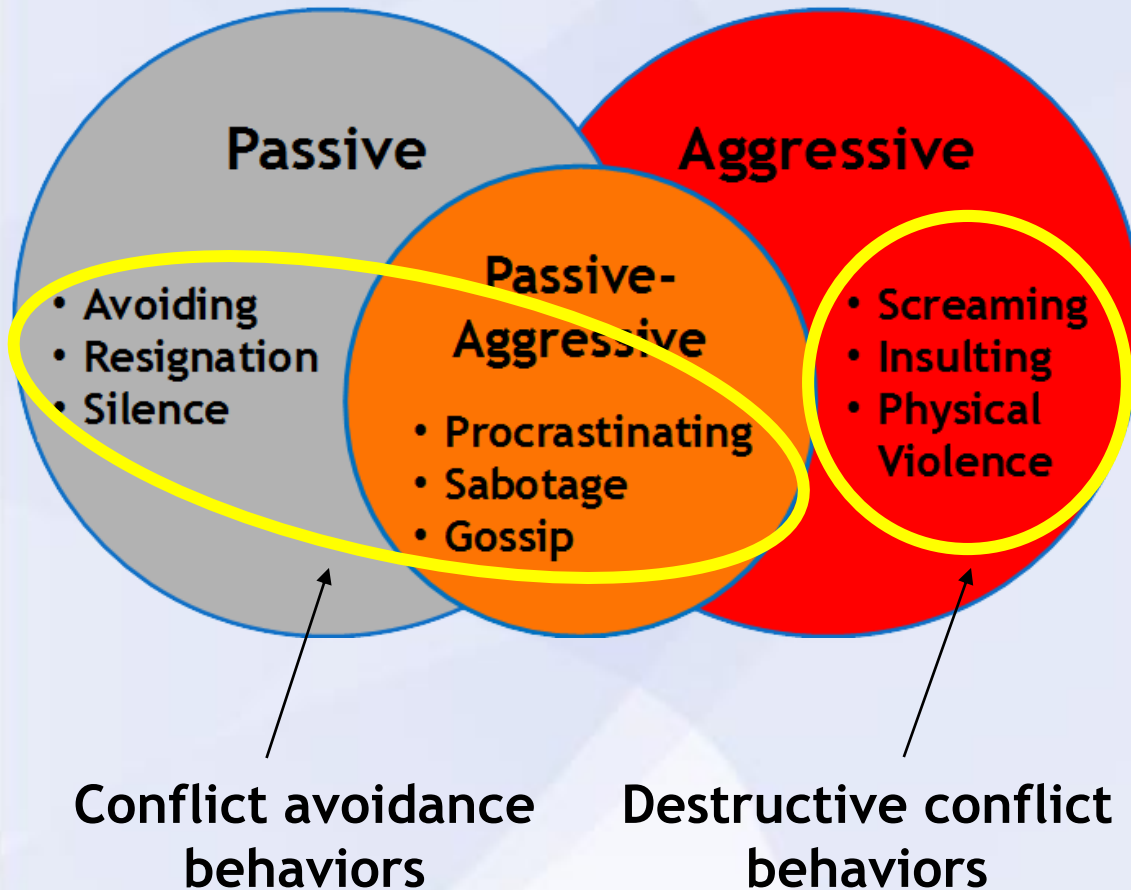 Passive
Aggressive
Passive-
Aggressive
• Avoiding
• Resignation
• Silence
• Procrastinating
• Sabotage
• Gossip
• Screaming
• Insulting
• Physical
Violence
Conflict avoidance
behaviors
Destructive conflict
behaviors